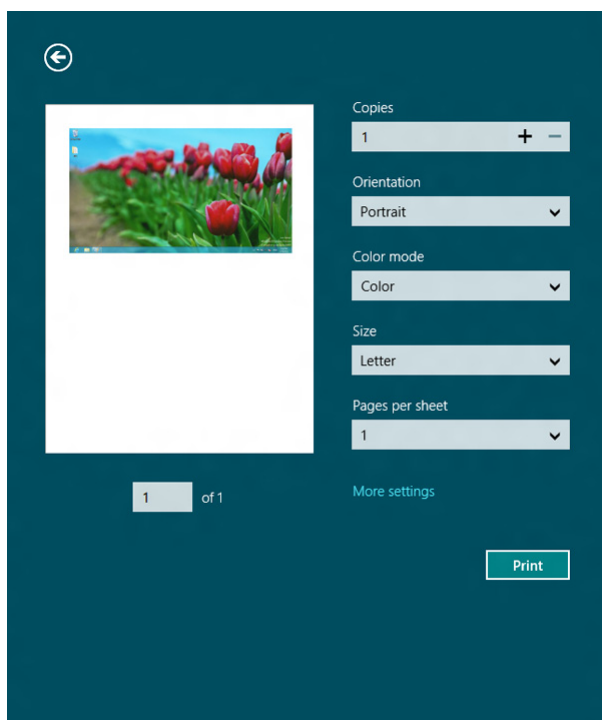 Copies
1
Orientation
Portrait
Color mode
Color
Size
Letter
Pages per sheet
1
More settings
1 of 1
Print